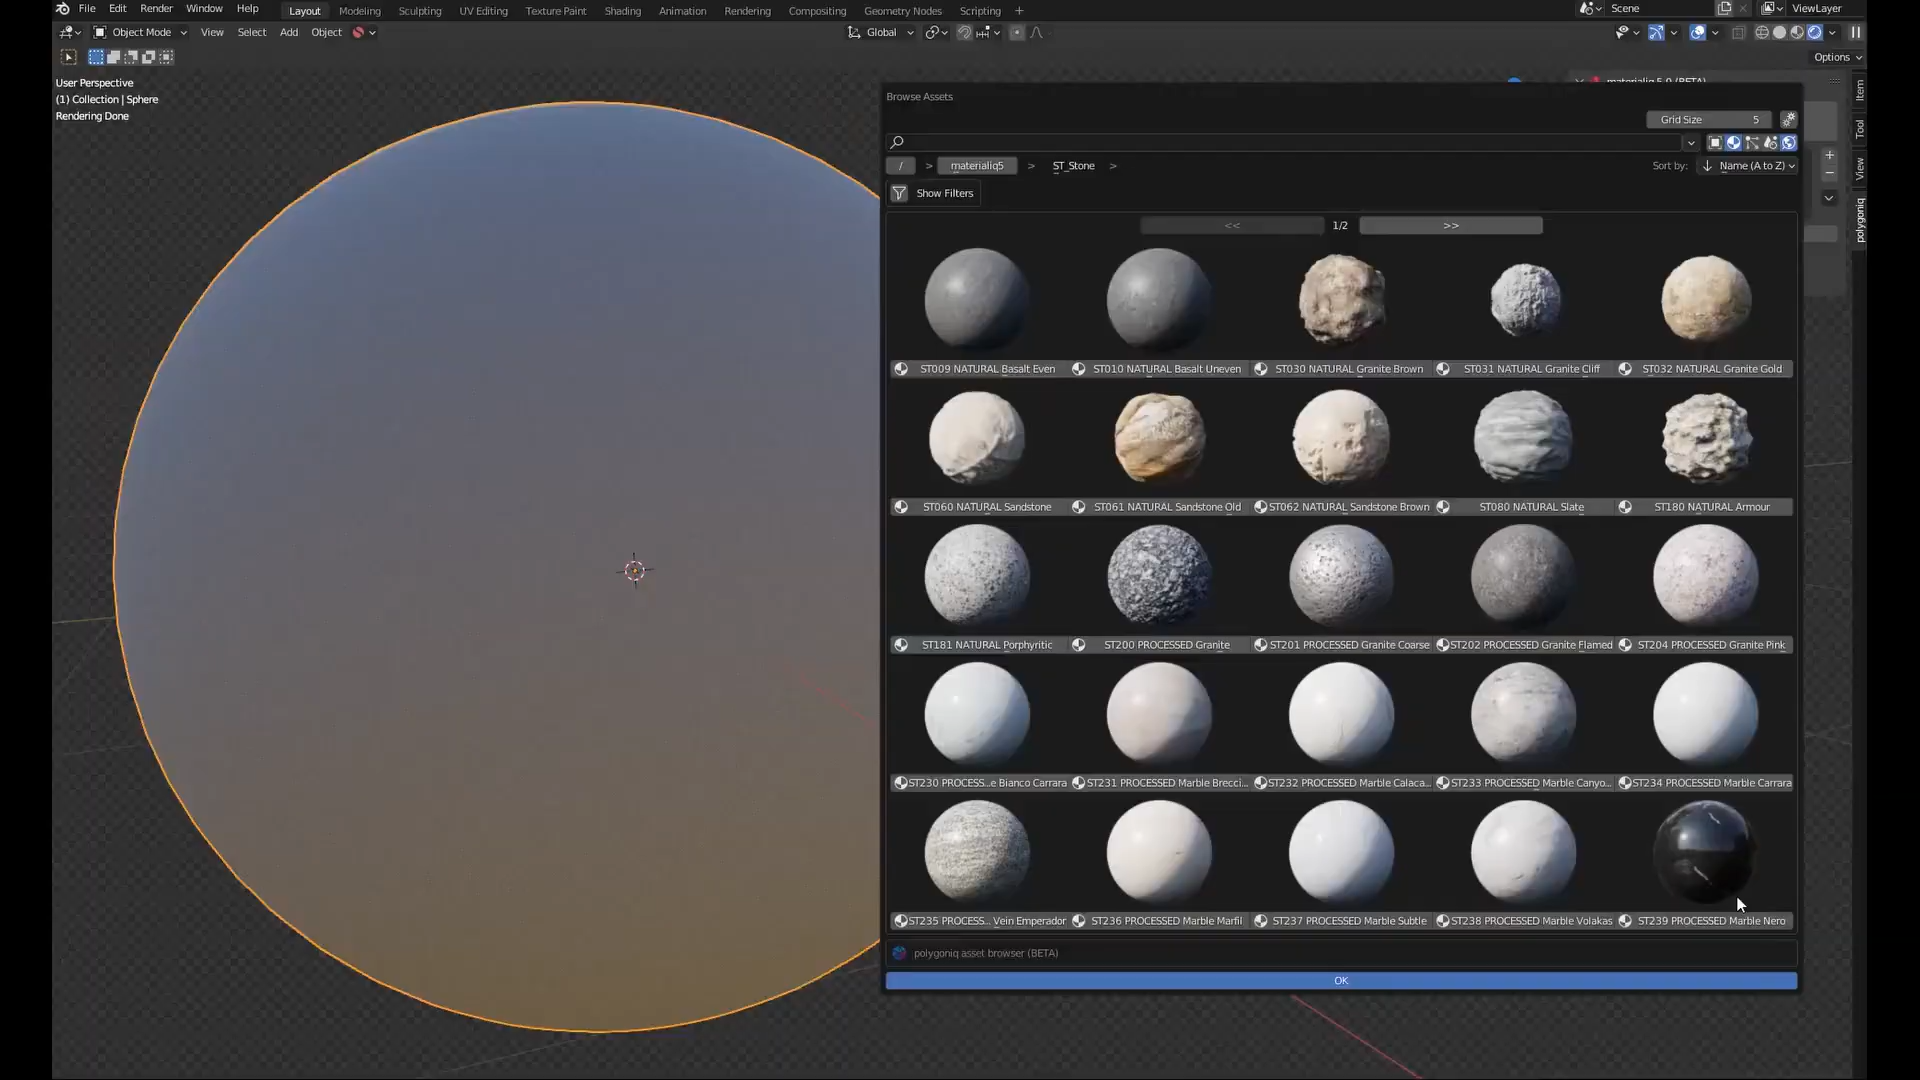 File Edit Render Window Help Layout Modeling Sculpting UV Editing Texture Paint Shading Animation Rendering Compositing Geometry Nodes Scripting + Scene ViewLayer
Object Mode View Select Add Object Global
Options
User Perspective
(1) Collection | Sphere
Rendering Done
materialiq 5.0 (BETA)
Item
Tool
View
polygoniq
Browse Assets
Grid Size 5
/ > materialiq5 > ST_Stone >
Sort by: Name (A to Z)
Show Filters
<< 1/2 >>
ST009 NATURAL Basalt Even ST010 NATURAL Basalt Uneven ST030 NATURAL Granite Brown ST031 NATURAL Granite Cliff ST032 NATURAL Granite Gold
ST060 NATURAL Sandstone ST061 NATURAL Sandstone Old ST062 NATURAL Sandstone Brown ST080 NATURAL Slate ST180 NATURAL Armour
ST181 NATURAL Porphyritic ST200 PROCESSED Granite ST201 PROCESSED Granite Coarse ST202 PROCESSED Granite Flamed ST204 PROCESSED Granite Pink
ST230 PROCESS...e Bianco Carrara ST231 PROCESSED Marble Brecci... ST232 PROCESSED Marble Calaca... ST233 PROCESSED Marble Canyo... ST234 PROCESSED Marble Carrara
ST235 PROCESS... Vein Emperador ST236 PROCESSED Marble Marfil ST237 PROCESSED Marble Subtle ST238 PROCESSED Marble Volakas ST239 PROCESSED Marble Nero
polygoniq asset browser (BETA)
OK